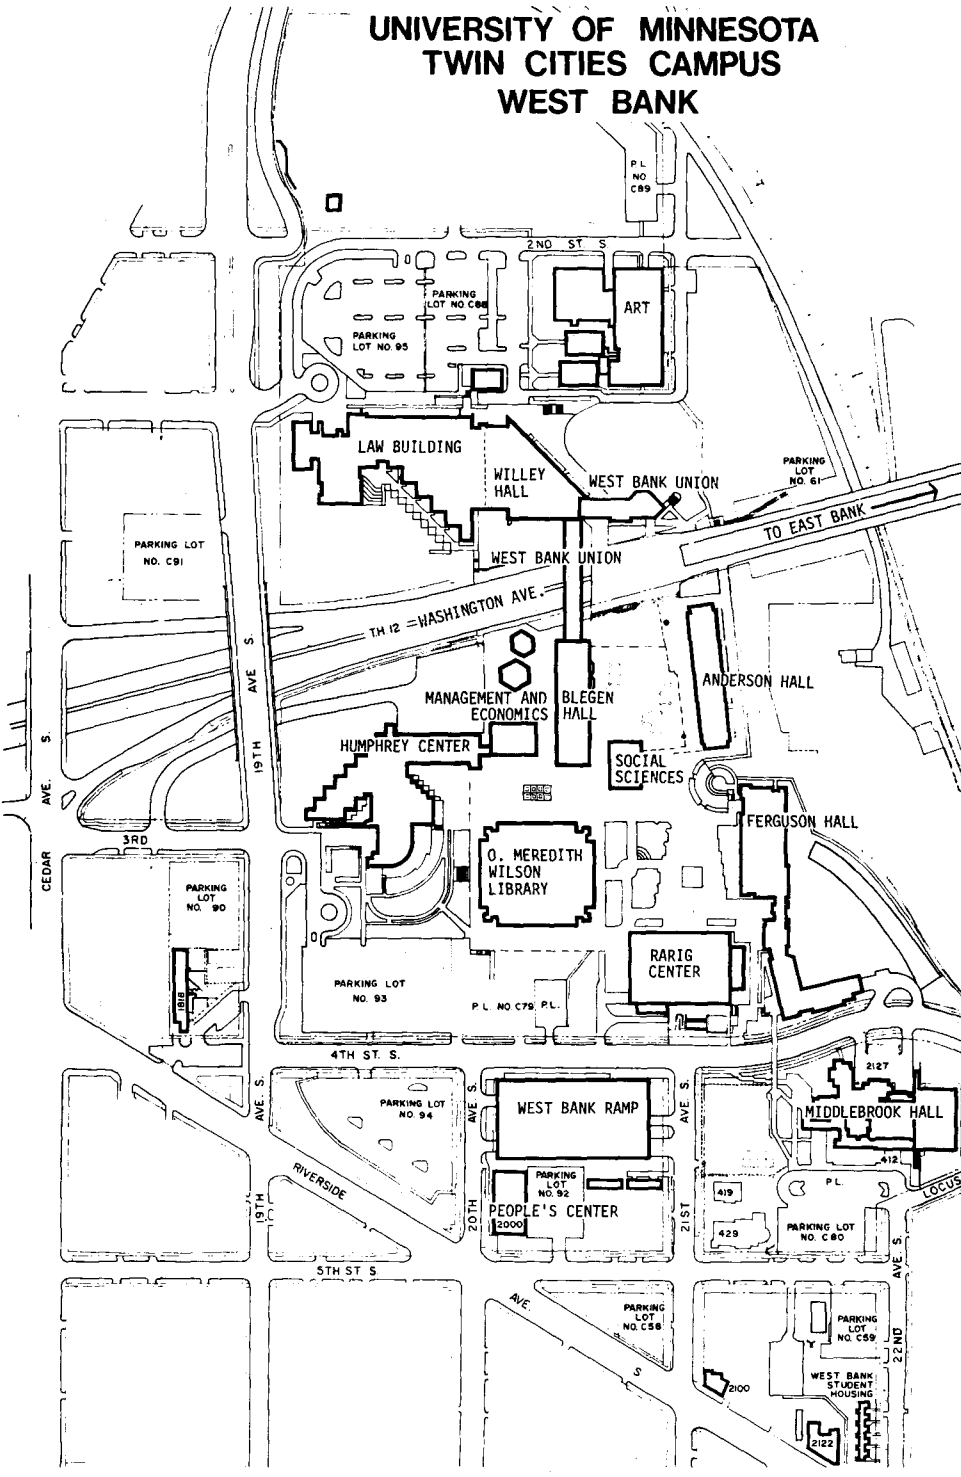 UNIVERSITY OF MINNESOTA
TWIN CITIES CAMPUS
WEST BANK
P L
NO
C89
2ND ST S
PARKING
LOT NO. C88
ART
PARKING
LOT NO. 95
LAW BUILDING
WILLEY
HALL
WEST BANK UNION
PARKING
LOT
NO. 61
TO EAST BANK
PARKING LOT
NO. C91
WEST BANK UNION
TH 12 = WASHINGTON AVE.
19TH AVE S.
MANAGEMENT AND
ECONOMICS
BLEGEN
HALL
ANDERSON HALL
HUMPHREY CENTER
SOCIAL
SCIENCES
CEDAR AVE. S.
3RD
FERGUSON HALL
O. MEREDITH
WILSON
LIBRARY
PARKING
LOT
NO. 90
1818
RARIG
CENTER
PARKING LOT
NO. 93
P L. NO C79
P.L.
4TH ST. S.
2127
19TH AVE. S.
PARKING LOT
NO. 94
20TH AVE. S.
WEST BANK RAMP
21ST AVE. S.
MIDDLEBROOK HALL
412
RIVERSIDE
PARKING
LOT
NO. 92
PEOPLE'S CENTER
2000
419
429
P L.
LOCUS
PARKING LOT
NO. C80
5TH ST S.
22ND AVE S.
AVE.
S
PARKING
LOT
NO. C58
PARKING
LOT
NO. C59
WEST BANK
STUDENT
HOUSING
2100
2122